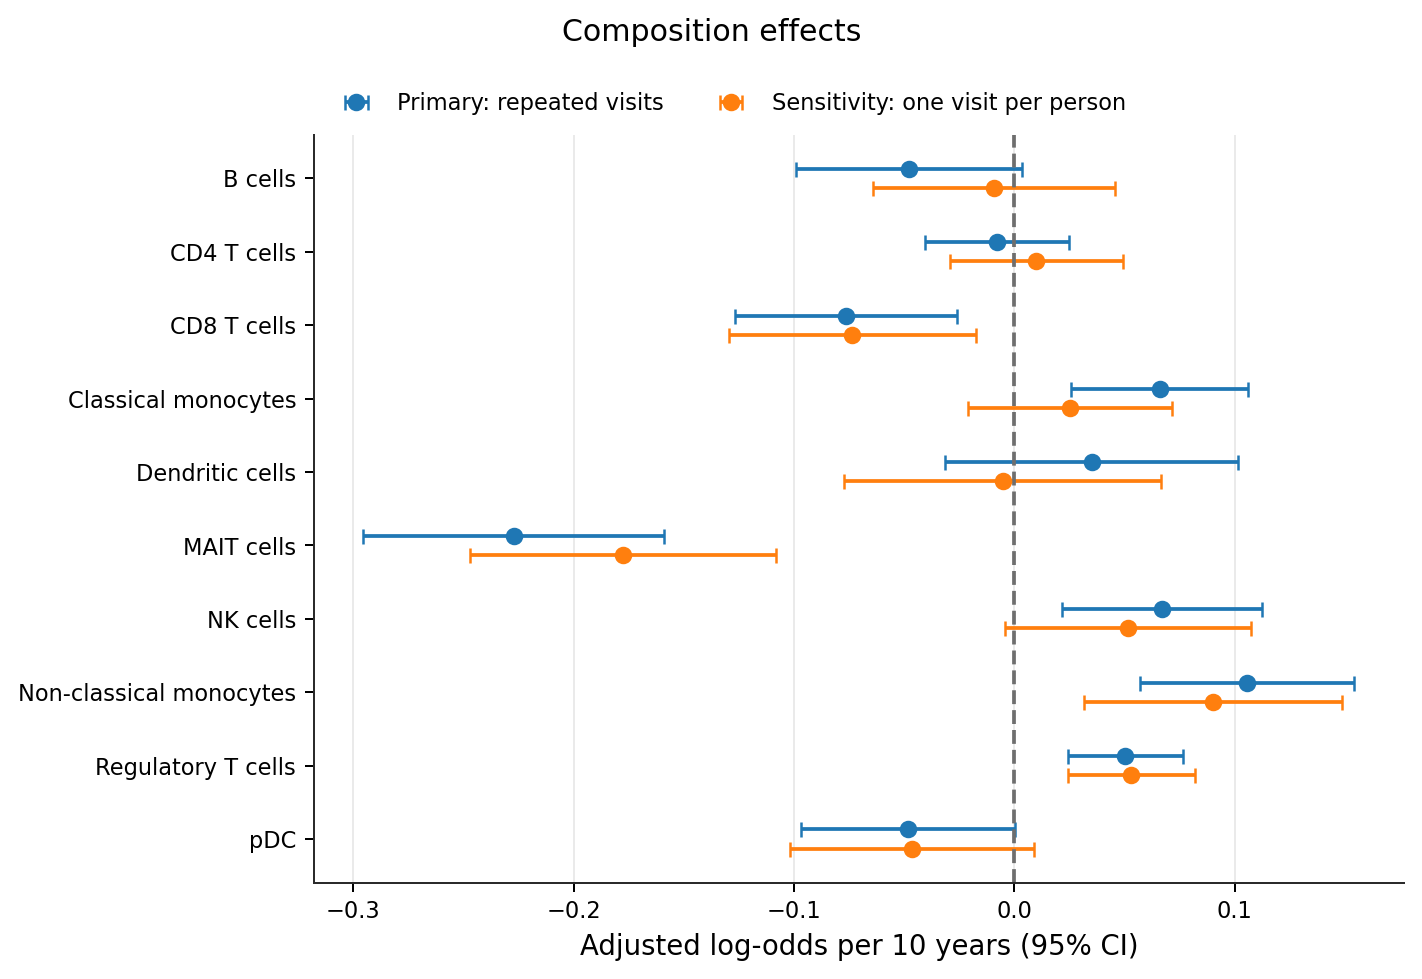 Composition effects
Primary: repeated visits
Sensitivity: one visit per person
B cells
CD4 T cells
CD8 T cells
Classical monocytes
Dendritic cells
MAIT cells
NK cells
Non-classical monocytes
Regulatory T cells
pDC
−0.3
−0.2
−0.1
0.0
0.1
Adjusted log-odds per 10 years (95% CI)